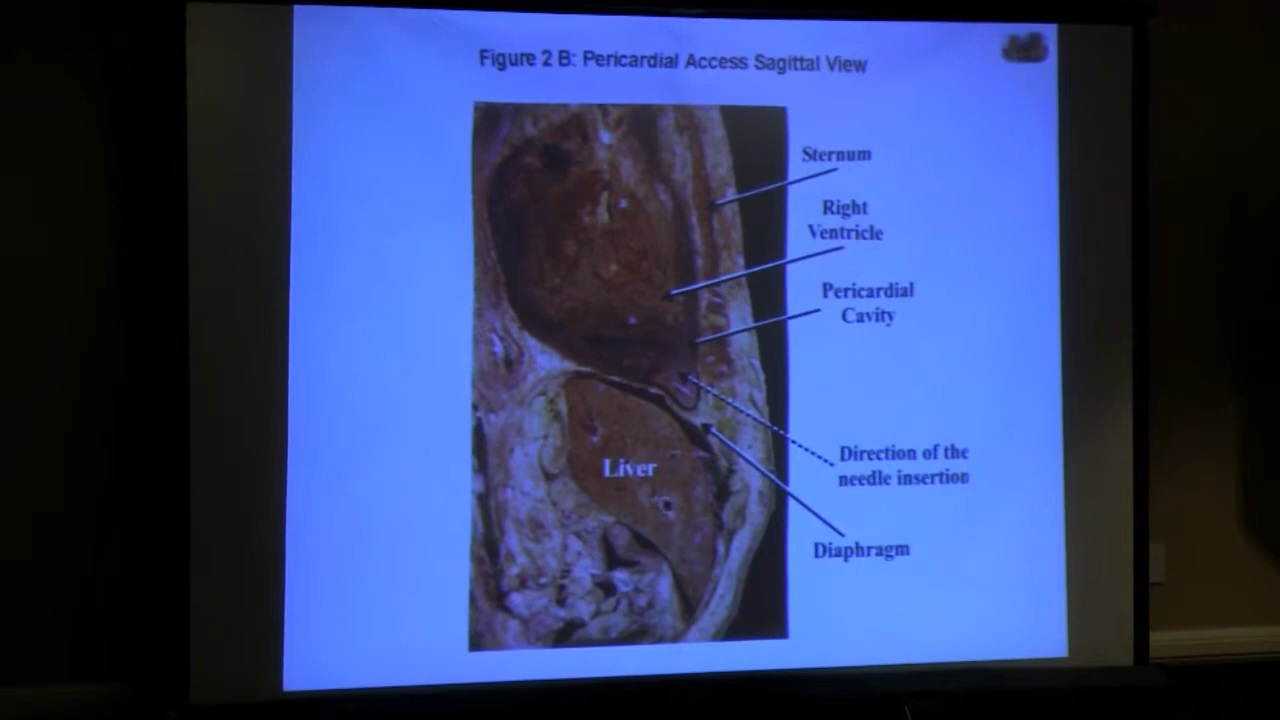 Figure 2 B: Pericardial Access Sagittal View
Sternum
Right
Ventricle
Pericardial
Cavity
Liver
Direction of the
needle insertion
Diaphragm